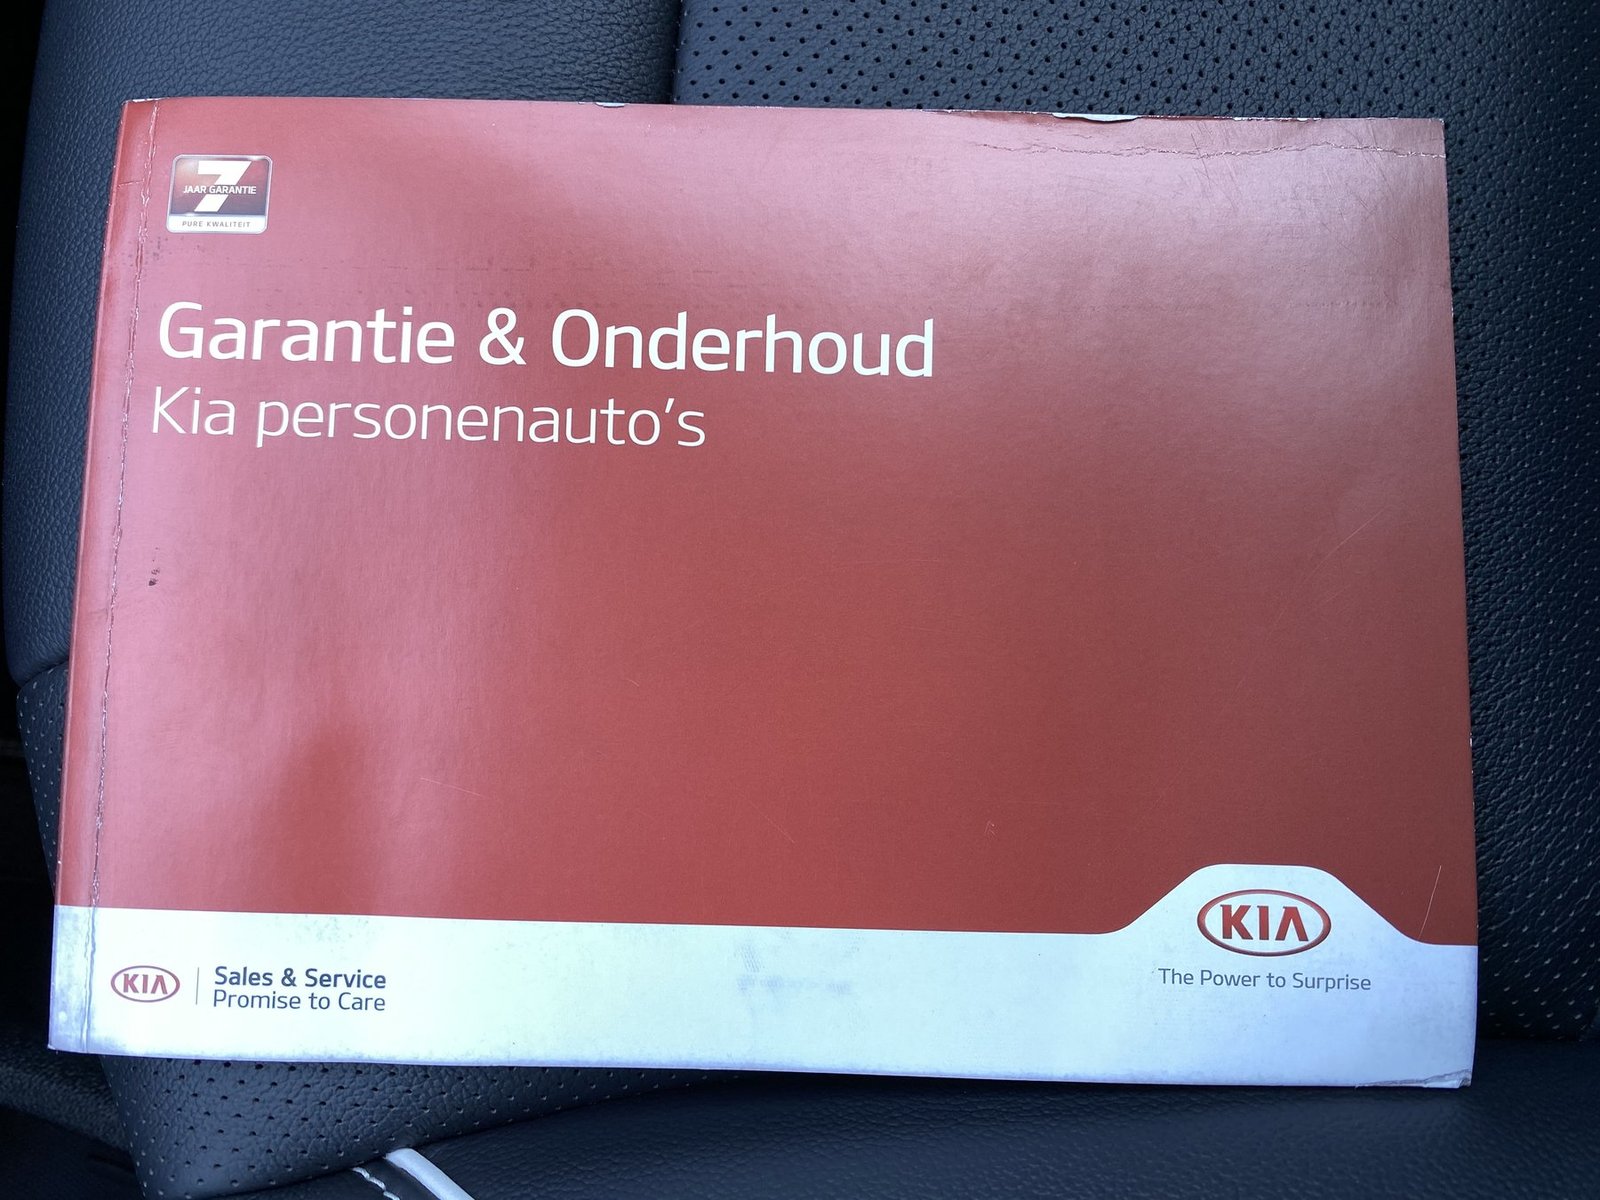 7
JAAR GARANTIE
PURE KWALITEIT
Garantie & Onderhoud
Kia personenauto's
KIA
Sales & Service
Promise to Care
KIA
The Power to Surprise